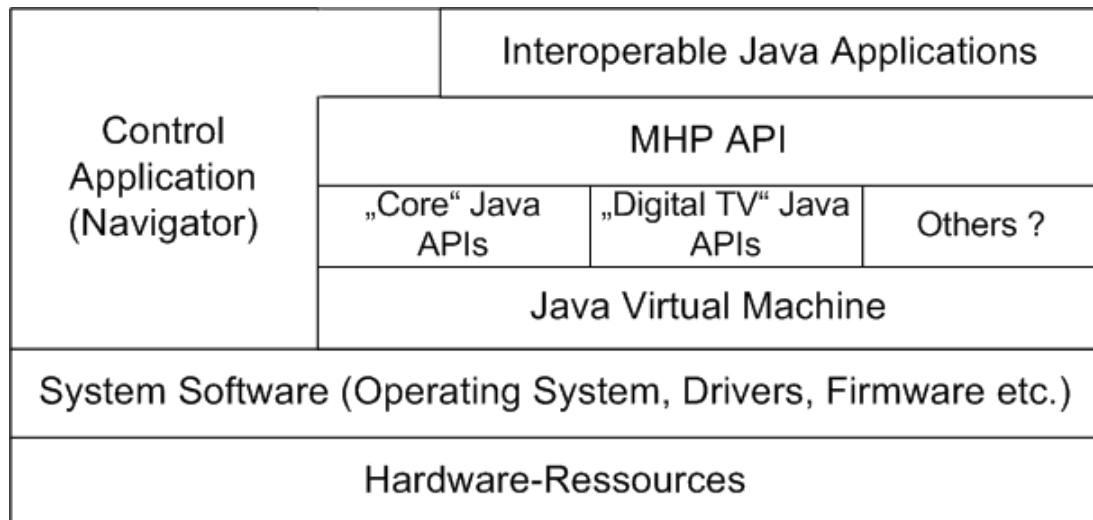 Interoperable Java Applications
Control
Application
(Navigator)
MHP API
„Core“ Java
APIs
„Digital TV“ Java
APIs
Others ?
Java Virtual Machine
System Software (Operating System, Drivers, Firmware etc.)
Hardware-Ressources